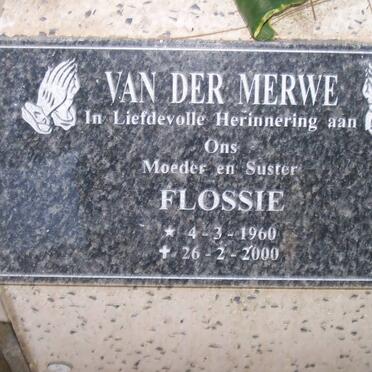 VAN DER MERWE
In Liefdevolle Herinnering aan
Ons
Moeder en Suster
FLOSSIE
★ 4-3-1960
✝ 26-2-2000